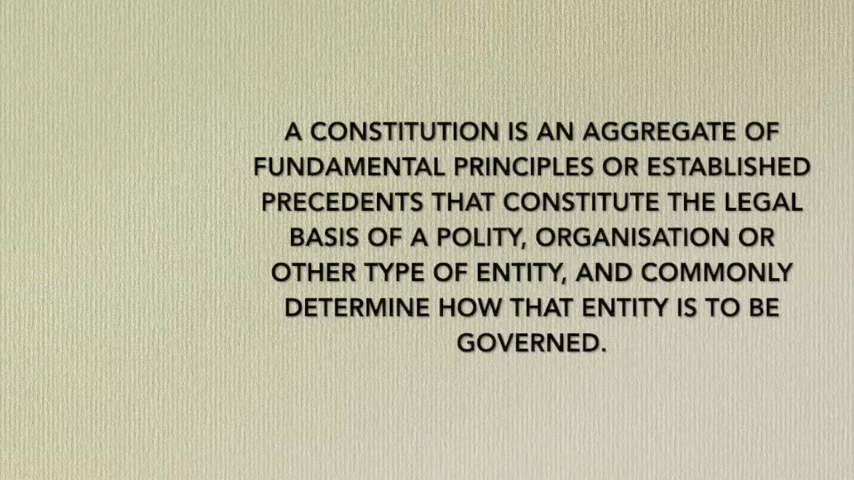 A CONSTITUTION IS AN AGGREGATE OF
FUNDAMENTAL PRINCIPLES OR ESTABLISHED
PRECEDENTS THAT CONSTITUTE THE LEGAL
BASIS OF A POLITY, ORGANISATION OR
OTHER TYPE OF ENTITY, AND COMMONLY
DETERMINE HOW THAT ENTITY IS TO BE
GOVERNED.